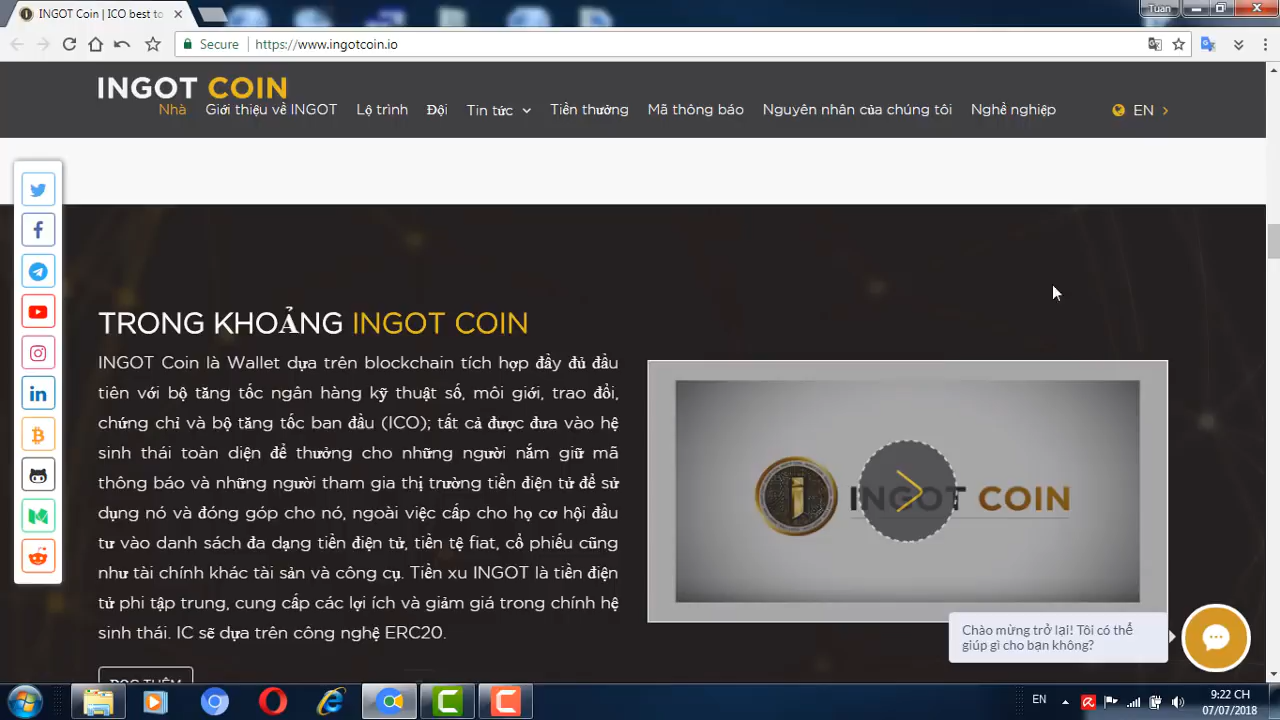 INGOT Coin | ICO best to
Tuan
Secure
https://www.ingotcoin.io
INGOT COIN
Nhà
Giới thiệu về INGOT
Lộ trình
Đội
Tin tức
Tiền thưởng
Mã thông báo
Nguyên nhân của chúng tôi
Nghề nghiệp
EN
TRONG KHOẢNG INGOT COIN
INGOT Coin là Wallet dựa trên blockchain tích hợp đầy đủ đầu
tiên với bộ tăng tốc ngân hàng kỹ thuật số, môi giới, trao đổi,
chứng chỉ và bộ tăng tốc ban đầu (ICO); tất cả được đưa vào hệ
sinh thái toàn diện để thưởng cho những người nắm giữ mã
thông báo và những người tham gia thị trường tiền điện tử để sử
dụng nó và đóng góp cho nó, ngoài việc cấp cho họ cơ hội đầu
tư vào danh sách đa dạng tiền điện tử, tiền tệ fiat, cổ phiếu cũng
như tài chính khác tài sản và công cụ. Tiền xu INGOT là tiền điện
tử phi tập trung, cung cấp các lợi ích và giảm giá trong chính hệ
sinh thái. IC sẽ dựa trên công nghệ ERC20.
ĐỌC THÊM
INGOT COIN
Chào mừng trở lại! Tôi có thể
giúp gì cho bạn không?
EN
9:22 CH
07/07/2018